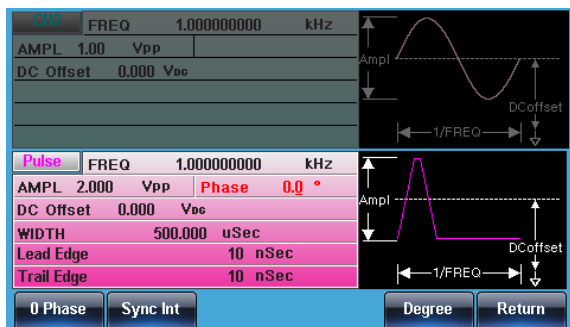 CH2 FREQ 1.000000000 kHz
AMPL 1.00 Vpp
DC Offset 0.000 VDC
Ampl
DCoffset
1/FREQ
Pulse FREQ 1.000000000 kHz
AMPL 2.000 Vpp Phase 0.0 °
DC Offset 0.000 VDC
WIDTH 500.000 uSec
Lead Edge 10 nSec
Trail Edge 10 nSec
Ampl
DCoffset
1/FREQ
0 Phase Sync Int Degree Return